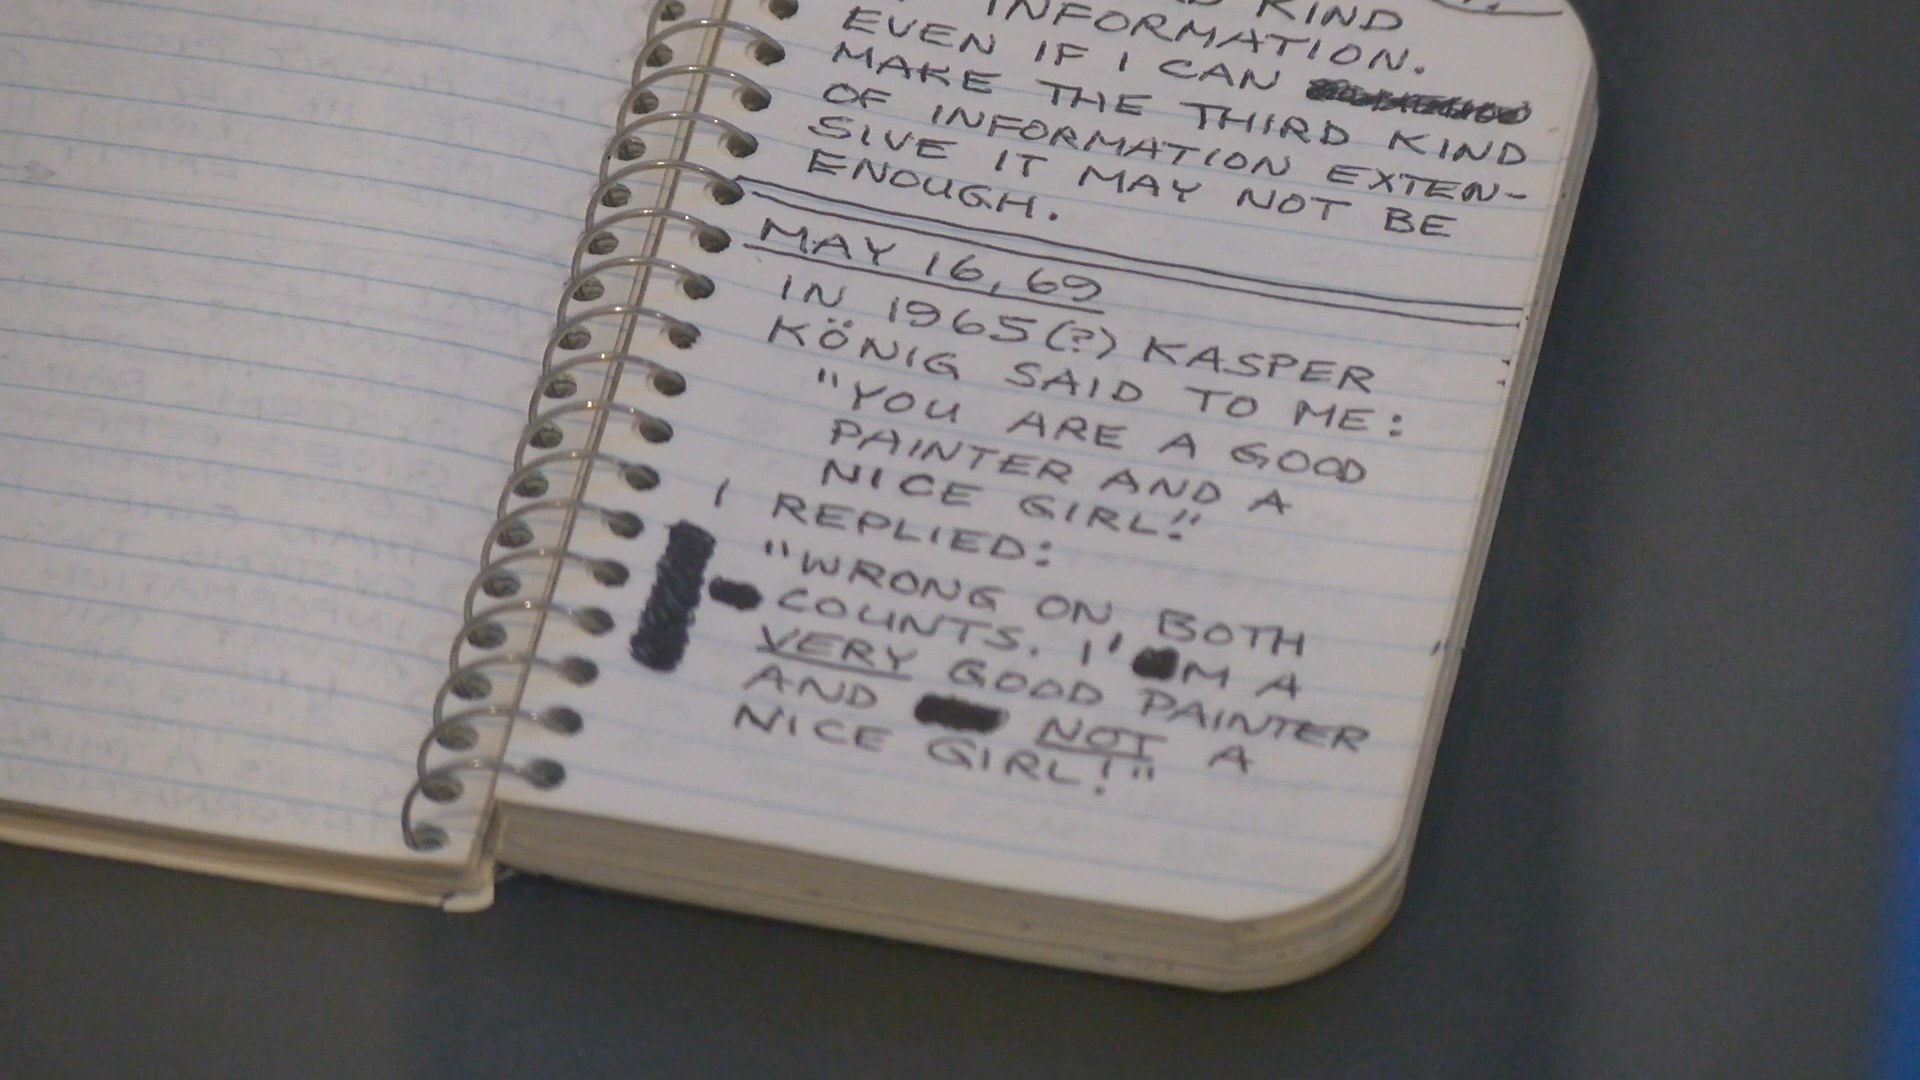 KIND
INFORMATION.
EVEN IF I CAN
MAKE THE THIRD KIND
OF INFORMATION EXTEN-
SIVE IT MAY NOT BE
ENOUGH.
MAY 16, 69
IN 1965(?) KASPER
KÖNIG SAID TO ME:
"YOU ARE A GOOD
PAINTER AND A
NICE GIRL!"
I REPLIED:
"WRONG ON BOTH
COUNTS. I'M A
VERY GOOD PAINTER
AND NOT A
NICE GIRL!"